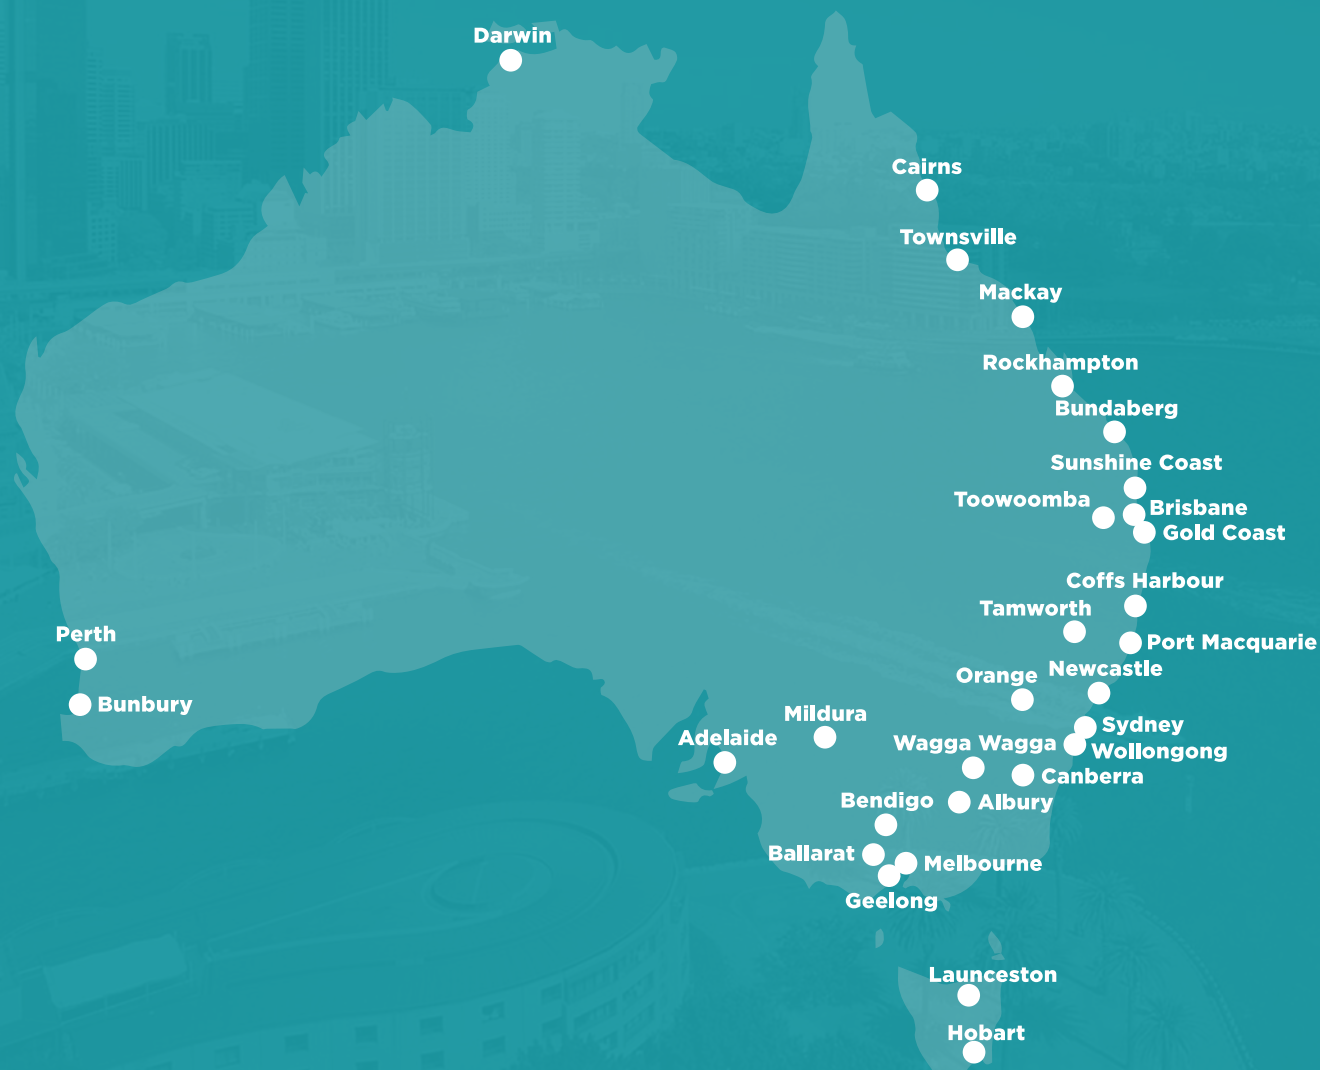 Darwin
Cairns
Townsville
Mackay
Rockhampton
Bundaberg
Sunshine Coast
Toowoomba
Brisbane
Gold Coast
Coffs Harbour
Tamworth
Perth
Port Macquarie
Newcastle
Orange
Bunbury
Mildura
Sydney
Adelaide
Wagga Wagga
Wollongong
Canberra
Bendigo
Albury
Ballarat
Melbourne
Geelong
Launceston
Hobart